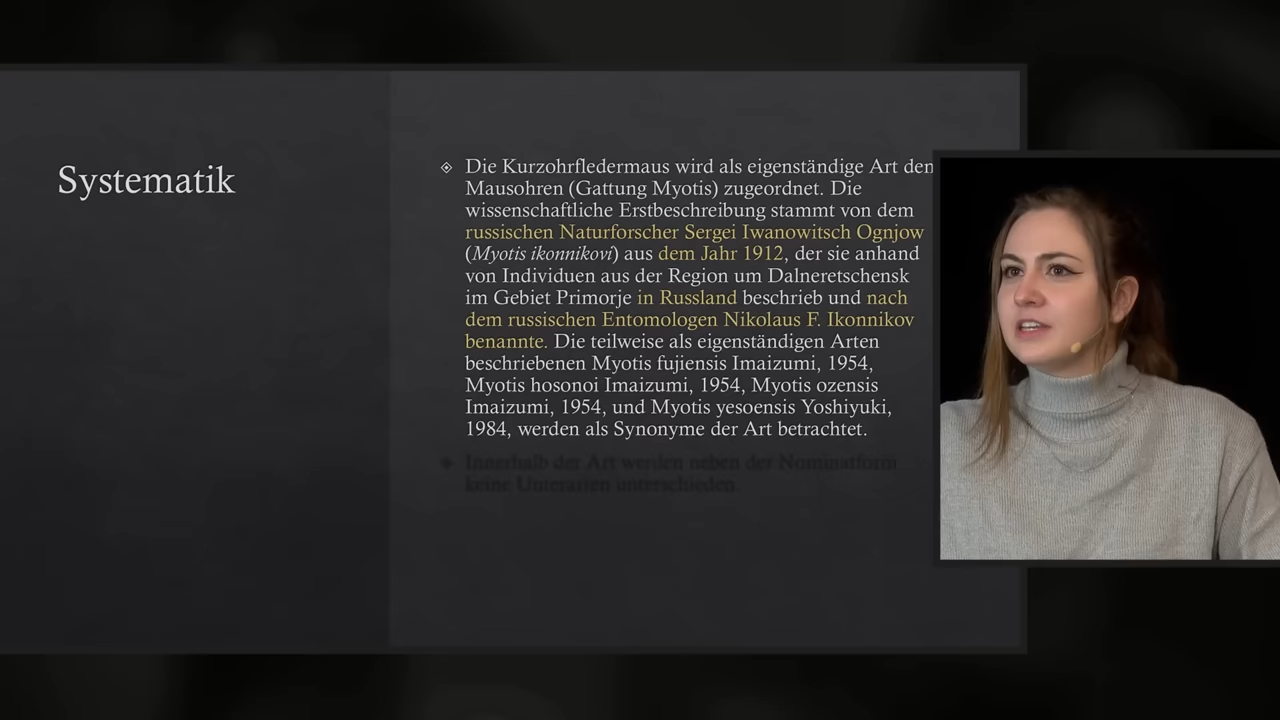 Systematik
Die Kurzohrfledermaus wird als eigenständige Art den
Mausohren (Gattung Myotis) zugeordnet. Die
wissenschaftliche Erstbeschreibung stammt von dem
russischen Naturforscher Sergei Iwanowitsch Ognjow
(Myotis ikonnikovi) aus dem Jahr 1912, der sie anhand
von Individuen aus der Region um Dalneretschensk
im Gebiet Primorje in Russland beschrieb und nach
dem russischen Entomologen Nikolaus F. Ikonnikov
benannte. Die teilweise als eigenständigen Arten
beschriebenen Myotis fujiensis Imaizumi, 1954,
Myotis hosonoi Imaizumi, 1954, Myotis ozensis
Imaizumi, 1954, und Myotis yesoensis Yoshiyuki,
1984, werden als Synonyme der Art betrachtet.
Innerhalb der Art werden neben der Nominatform
keine Unterarten unterschieden.